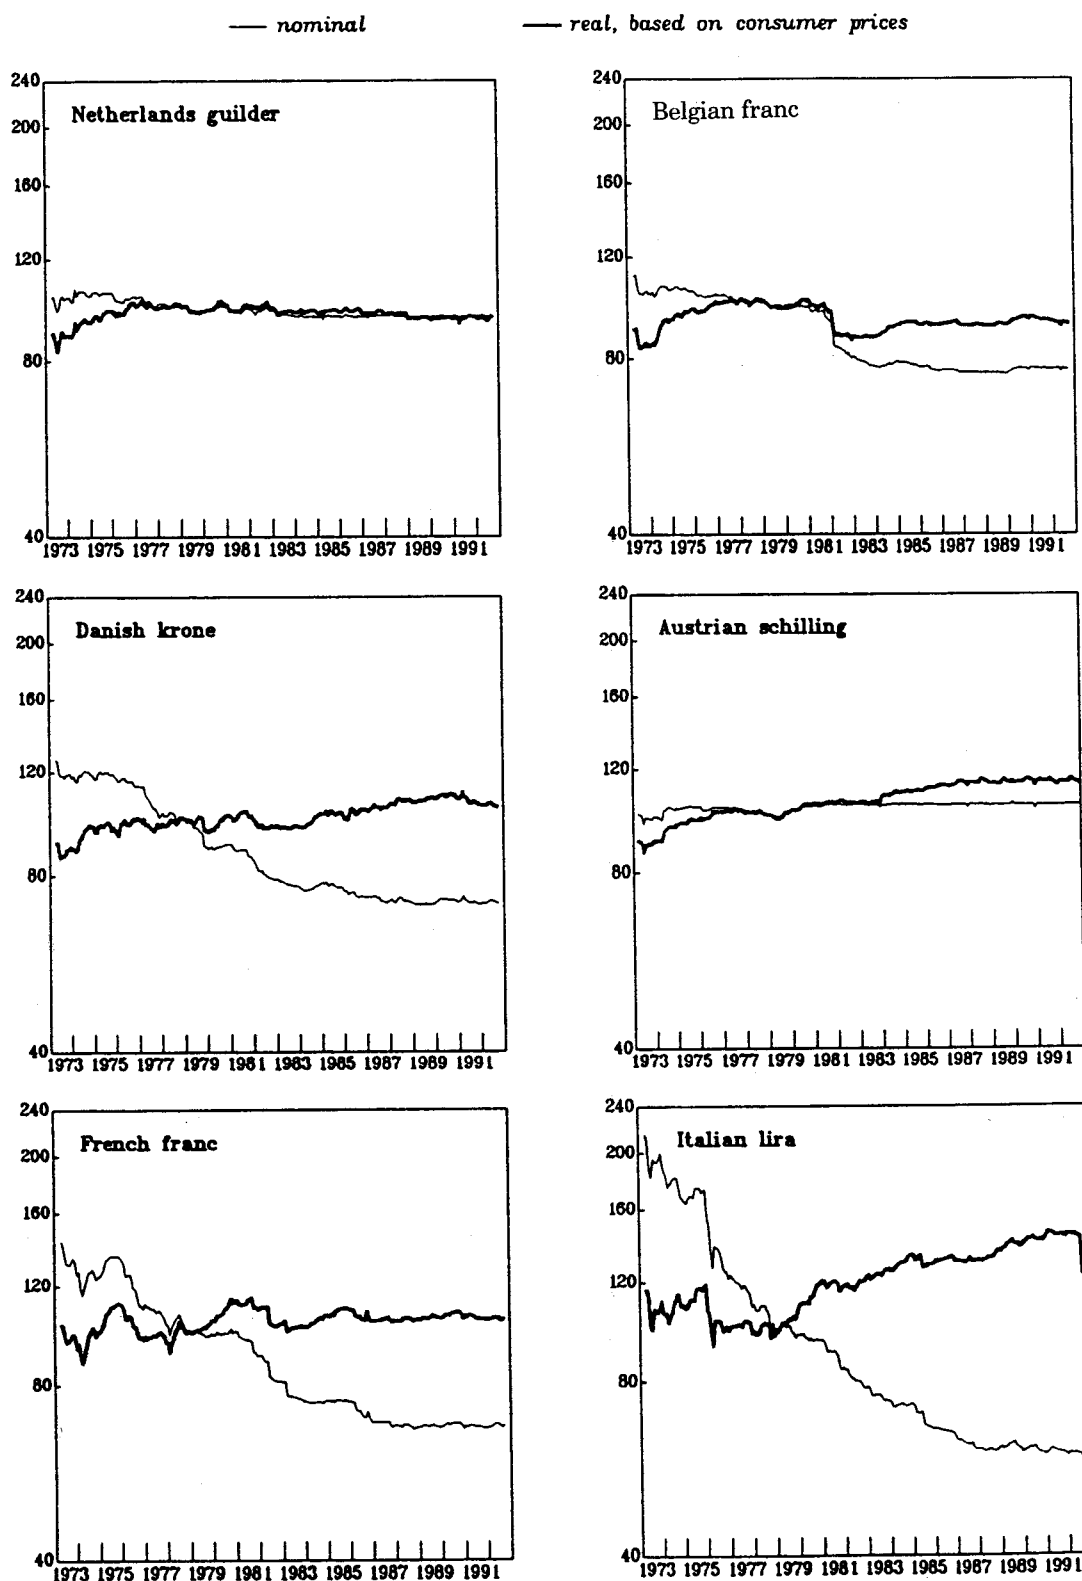 nominal
real, based on consumer prices
Netherlands guilder
240
200
160
120
80
40
1973 1975 1977 1979 1981 1983 1985 1987 1989 1991
Belgian franc
240
200
160
120
80
40
1973 1975 1977 1979 1981 1983 1985 1987 1989 1991
Danish krone
240
200
160
120
80
40
1973 1975 1977 1979 1981 1983 1985 1987 1989 1991
Austrian schilling
240
200
160
120
80
40
1973 1975 1977 1979 1981 1983 1985 1987 1989 1991
French franc
240
200
160
120
80
40
1973 1975 1977 1979 1981 1983 1985 1987 1989 1991
Italian lira
240
200
160
120
80
40
1973 1975 1977 1979 1981 1983 1985 1987 1989 1991